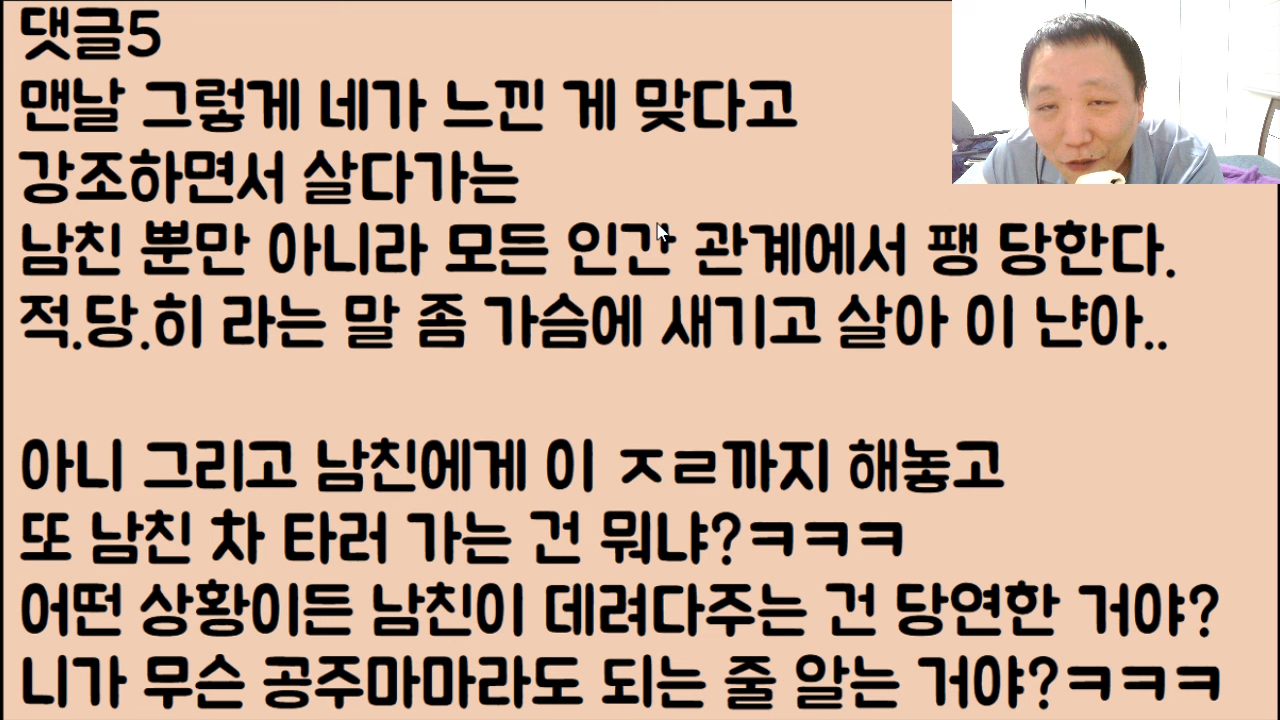 댓글5
맨날 그렇게 네가 느낀 게 맞다고
강조하면서 살다가는
남친 뿐만 아니라 모든 인간 관계에서 팽 당한다.
적.당.히 라는 말 좀 가슴에 새기고 살아 이 냔아..
아니 그리고 남친에게 이 ㅈㄹ까지 해놓고
또 남친 차 타러 가는 건 뭐냐?ㅋㅋㅋ
어떤 상황이든 남친이 데려다주는 건 당연한 거야?
니가 무슨 공주마마라도 되는 줄 알는 거야?ㅋㅋㅋ